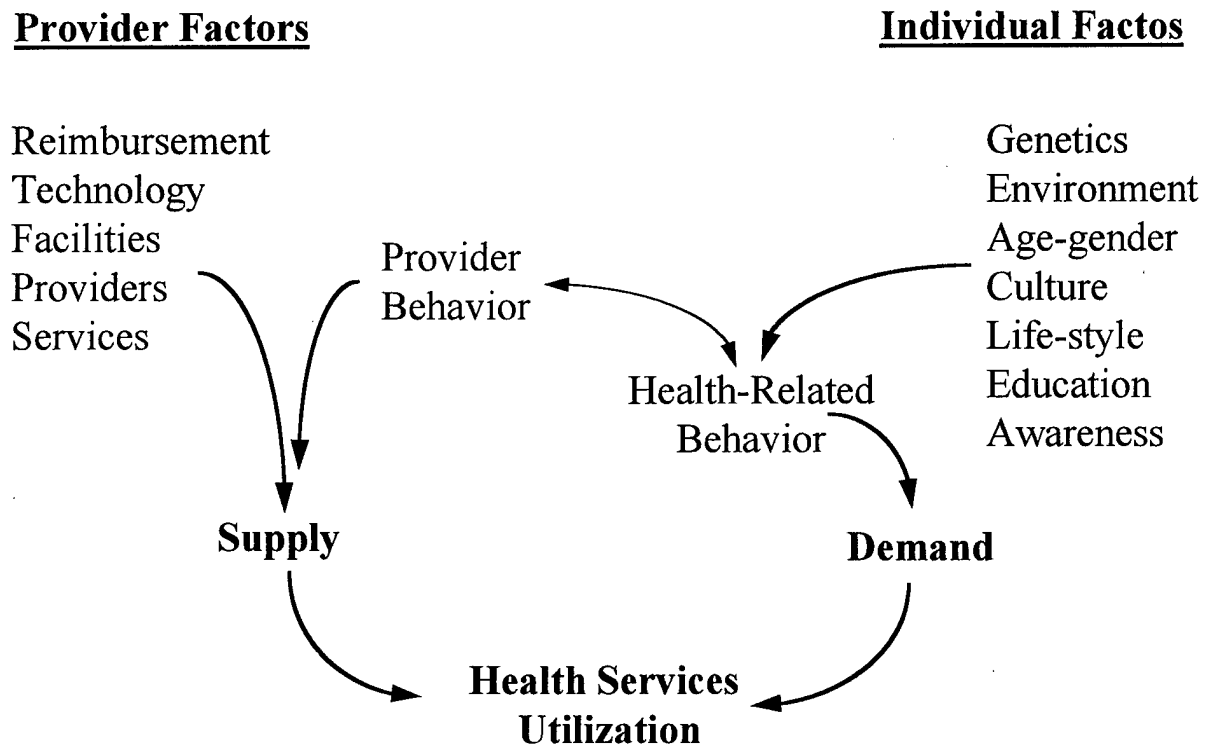 Provider Factors
Individual Factos
Reimbursement
Technology
Facilities
Providers
Services
Provider
Behavior
Genetics
Environment
Age-gender
Culture
Life-style
Education
Awareness
Health-Related
Behavior
Supply
Demand
Health Services
Utilization